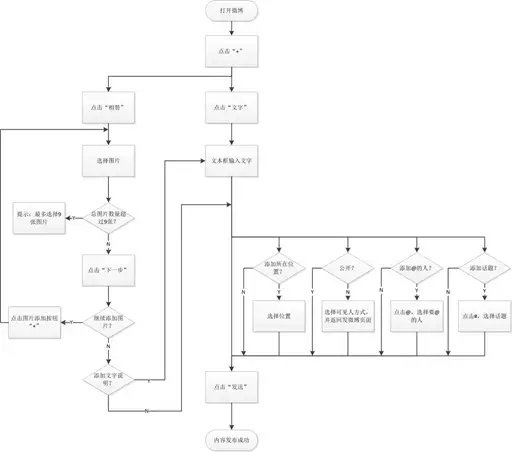 打开微博
点击“+”
点击“相册”
点击“文字”
选择图片
文本框输入文字
提示：最多选择9
张图片
Y
总图片数量超
过9张？
N
点击“下一步”
点击图片添加按钮
“+”
Y
继续添加图
片？
N
添加文字说
明？
Y
N
添加所在位
置？
公开？
添加@的人？
添加话题？
N
Y
N
Y
N
Y
N
Y
选择位置
选择可见人方式，
并返回发微博页面
点击@，选择要@
的人
点击#，选择话题
点击“发送”
内容发布成功